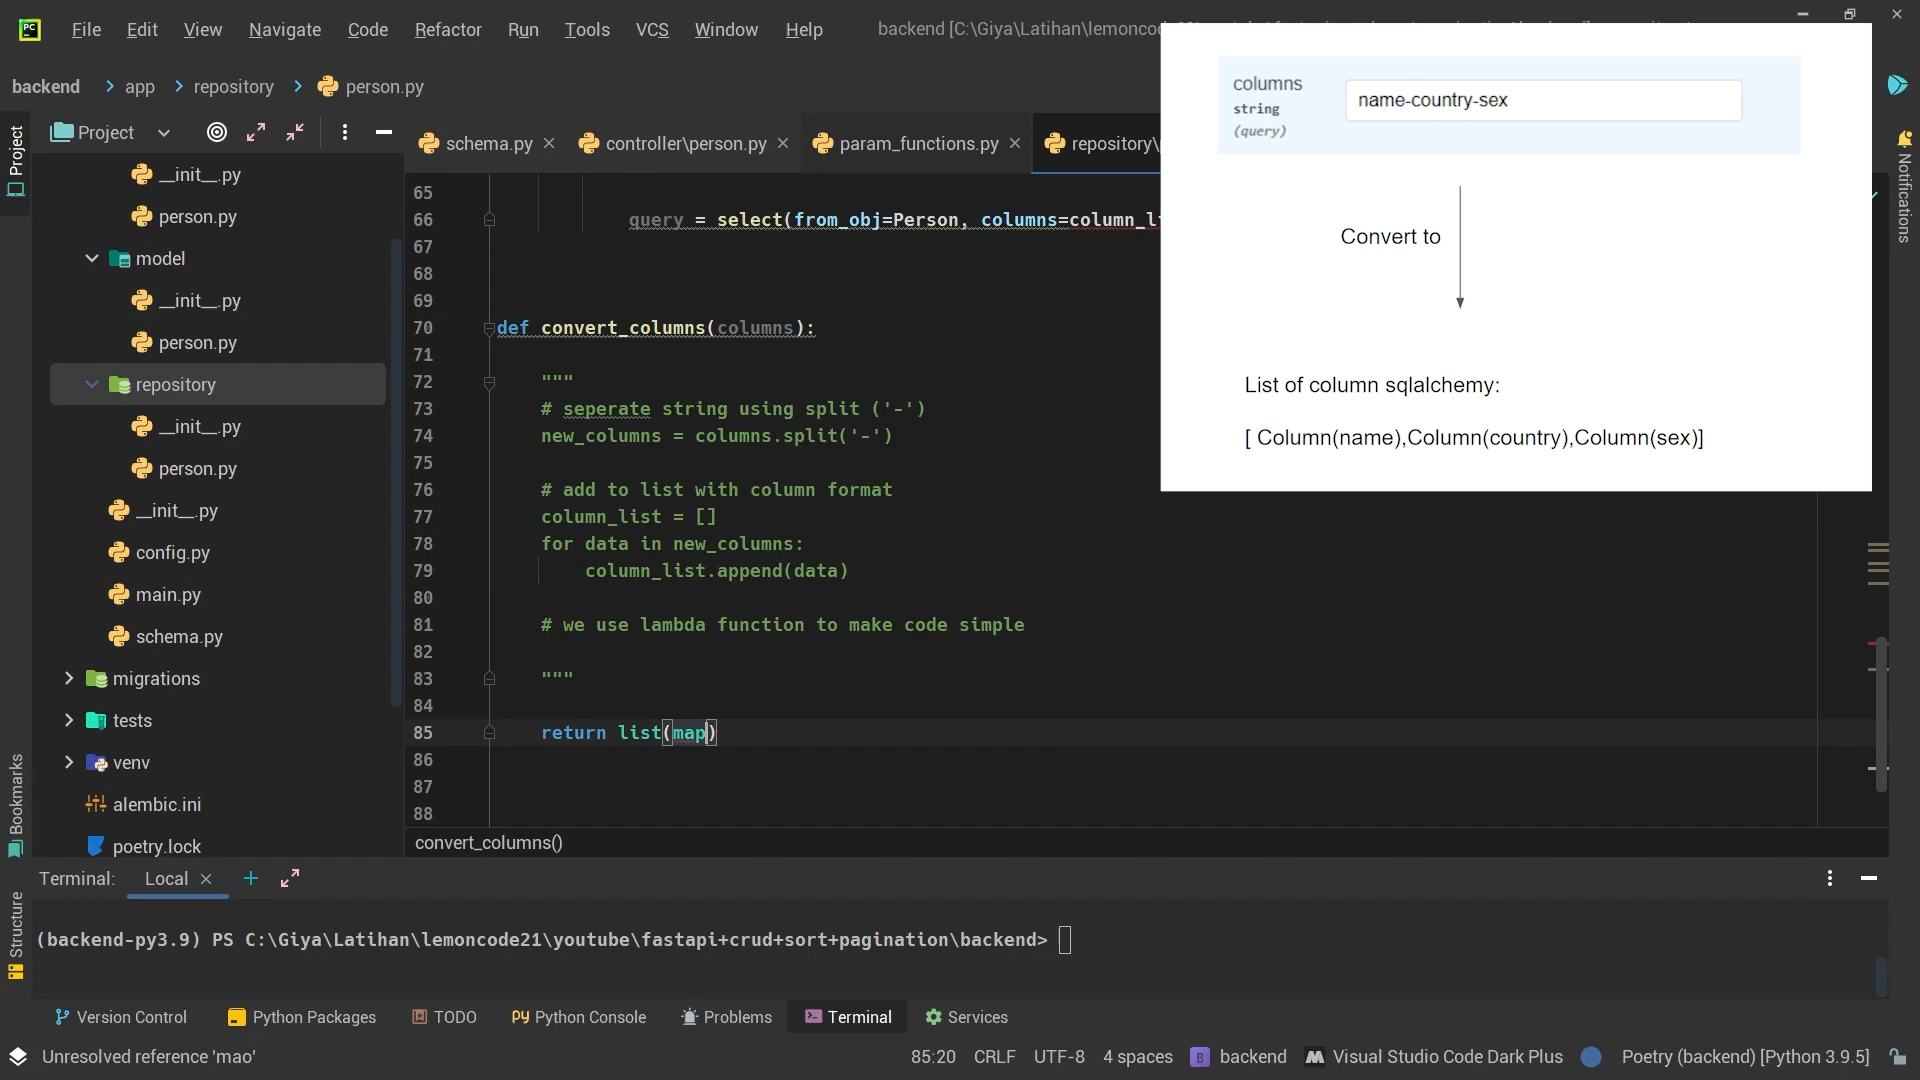 File Edit View Navigate Code Refactor Run Tools VCS Window Help
backend [C:\Giya\Latihan\lemoncod
backend app repository person.py
Project
schema.py
controller\person.py
param_functions.py
repository\
Project
__init__.py
person.py
model
__init__.py
person.py
repository
__init__.py
person.py
__init__.py
config.py
main.py
schema.py
migrations
tests
venv
alembic.ini
poetry.lock
Bookmarks
Structure
Notifications
65
66 query = select(from_obj=Person, columns=column_l
67
68
69
70 def convert_columns(columns):
71
72 """
73 # seperate string using split ('-')
74 new_columns = columns.split('-')
75
76 # add to list with column format
77 column_list = []
78 for data in new_columns:
79 column_list.append(data)
80
81 # we use lambda function to make code simple
82
83 """
84
85 return list(map)
86
87
88
convert_columns()
columns
string
(query)
name-country-sex
Convert to
List of column sqlalchemy:
[ Column(name),Column(country),Column(sex)]
Terminal: Local
(backend-py3.9) PS C:\Giya\Latihan\lemoncode21\youtube\fastapi+crud+sort+pagination\backend>
Version Control Python Packages TODO Python Console Problems Terminal Services
Unresolved reference 'mao'
85:20 CRLF UTF-8 4 spaces B backend Visual Studio Code Dark Plus Poetry (backend) [Python 3.9.5]